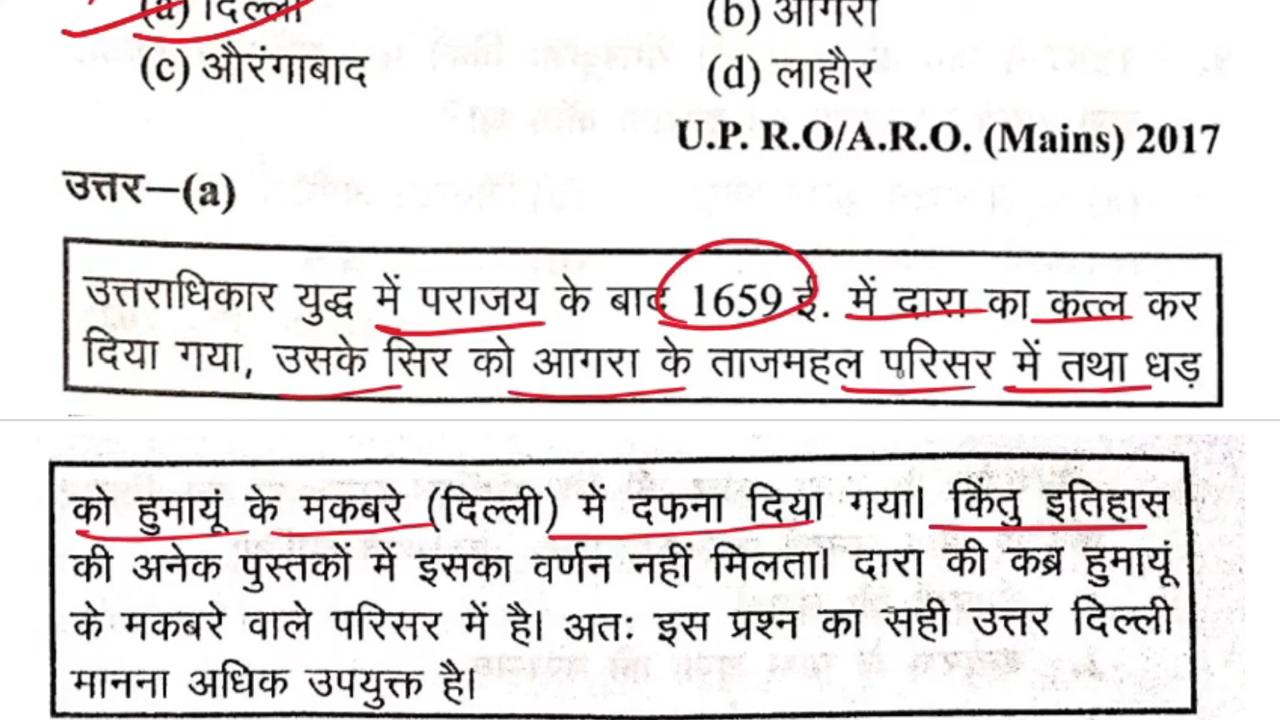 (a) दिल्ली (b) आगरा
(c) औरंगाबाद (d) लाहौर
U.P. R.O/A.R.O. (Mains) 2017
उत्तर—(a)
उत्तराधिकार युद्ध में पराजय के बाद 1659 ई. में दारा का कत्ल कर
दिया गया, उसके सिर को आगरा के ताजमहल परिसर में तथा धड़
को हुमायूं के मकबरे (दिल्ली) में दफना दिया गया। किंतु इतिहास
की अनेक पुस्तकों में इसका वर्णन नहीं मिलता। दारा की कब्र हुमायूं
के मकबरे वाले परिसर में है। अतः इस प्रश्न का सही उत्तर दिल्ली
मानना अधिक उपयुक्त है।